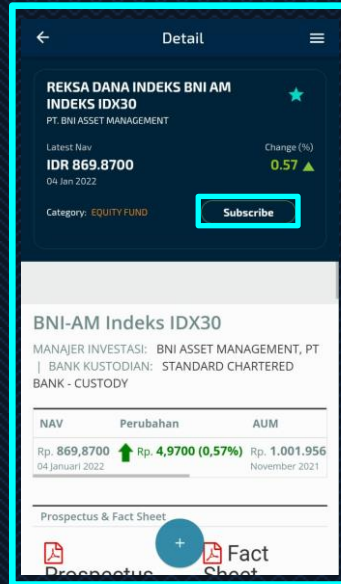 Detail
REKSA DANA INDEKS BNI AM
INDEKS IDX30
PT. BNI ASSET MANAGEMENT
Latest Nav Change (%)
IDR 869.8700 0.57
04 Jan 2022
Category: EQUITY FUND Subscribe
BNI-AM Indeks IDX30
MANAJER INVESTASI: BNI ASSET MANAGEMENT, PT
| BANK KUSTODIAN: STANDARD CHARTERED
BANK - CUSTODY
NAV Perubahan AUM
Rp. 869,8700 Rp. 4,9700 (0,57%) Rp. 1.001.956
04 Januari 2022 November 2021
Prospectus & Fact Sheet
+
Fact
Prospectus Sheet